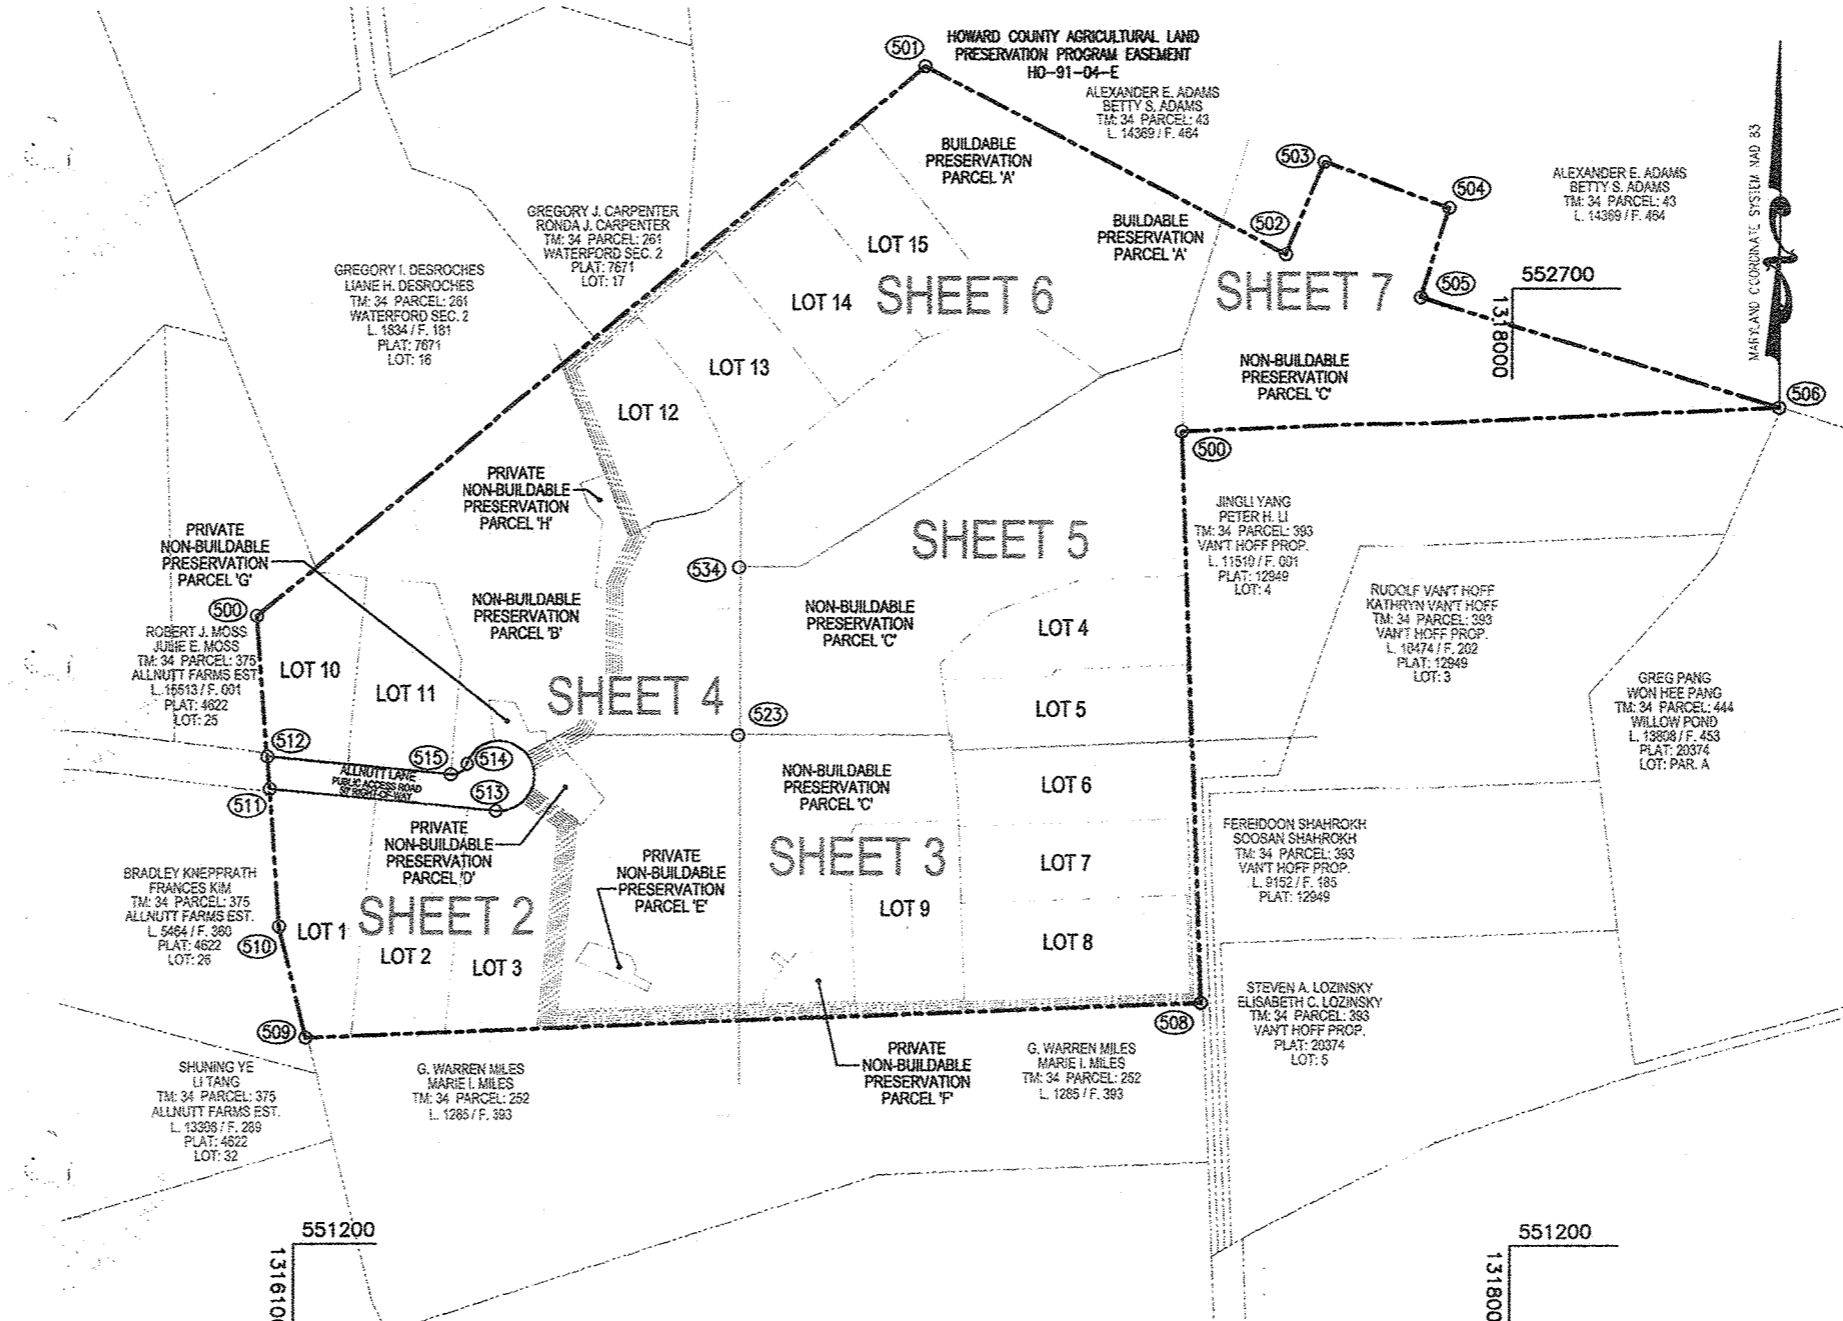 501
HOWARD COUNTY AGRICULTURAL LAND
PRESERVATION PROGRAM EASEMENT
HO-91-04-E
ALEXANDER E. ADAMS
BETTY S. ADAMS
TM: 34 PARCEL: 43
L. 14369 / F. 464
BUILDABLE
PRESERVATION
PARCEL 'A'
503
504
ALEXANDER E. ADAMS
BETTY S. ADAMS
TM: 34 PARCEL: 43
L. 14369 / F. 464
MARYLAND COORDINATE SYSTEM NAD 83
GREGORY J. CARPENTER
RONDA J. CARPENTER
TM: 34 PARCEL: 261
WATERFORD SEC. 2
PLAT: 7671
LOT: 17
LOT 15
BUILDABLE
PRESERVATION
PARCEL 'A'
502
GREGORY I. DESROCHES
LIANE H. DESROCHES
TM: 34 PARCEL: 261
WATERFORD SEC. 2
L. 1834 / F. 181
PLAT: 7671
LOT: 16
LOT 14
SHEET 6
SHEET 7
505
552700
1318000
LOT 13
NON-BUILDABLE
PRESERVATION
PARCEL 'C'
506
LOT 12
500
PRIVATE
NON-BUILDABLE
PRESERVATION
PARCEL 'H'
PRIVATE
NON-BUILDABLE
PRESERVATION
PARCEL 'G'
SHEET 5
JINGLI YANG
PETER H. LI
TM: 34 PARCEL: 393
VAN'T HOFF PROP.
L. 11510 / F. 001
PLAT: 12949
LOT: 4
534
500
ROBERT J. MOSS
JULIE E. MOSS
TM: 34 PARCEL: 375
ALLNUTT FARMS EST
L. 15513 / F. 001
PLAT: 4622
LOT: 25
NON-BUILDABLE
PRESERVATION
PARCEL 'B'
NON-BUILDABLE
PRESERVATION
PARCEL 'C'
LOT 4
RUDOLF VAN'T HOFF
KATHRYN VAN'T HOFF
TM: 34 PARCEL: 393
VAN'T HOFF PROP.
L. 10474 / F. 202
PLAT: 12949
LOT: 3
LOT 10
LOT 11
SHEET 4
LOT 5
GREG PANG
WON HEE PANG
TM: 34 PARCEL: 444
WILLOW POND
L. 13808 / F. 453
PLAT: 20374
LOT: PAR. A
523
512
515
514
ALLNUTT LANE
PUBLIC ACCESS ROAD
50' RIGHT-OF-WAY
513
511
NON-BUILDABLE
PRESERVATION
PARCEL 'C'
LOT 6
PRIVATE
NON-BUILDABLE
PRESERVATION
PARCEL 'D'
PRIVATE
NON-BUILDABLE
PRESERVATION
PARCEL 'E'
SHEET 3
LOT 7
FEREIDOON SHAHROKH
SOOSAN SHAHROKH
TM: 34 PARCEL: 393
VAN'T HOFF PROP.
L. 9152 / F. 185
PLAT: 12949
BRADLEY KNEPPRATH
FRANCES KIM
TM: 34 PARCEL: 375
ALLNUTT FARMS EST.
L. 5464 / F. 360
PLAT: 4622
LOT: 26
SHEET 2
LOT 9
510
LOT 1
LOT 2
LOT 3
LOT 8
STEVEN A. LOZINSKY
ELISABETH C. LOZINSKY
TM: 34 PARCEL: 393
VAN'T HOFF PROP.
PLAT: 20374
LOT: 5
509
508
SHUNING YE
LI TANG
TM: 34 PARCEL: 375
ALLNUTT FARMS EST.
L. 13306 / F. 289
PLAT: 4622
LOT: 32
G. WARREN MILES
MARIE I. MILES
TM: 34 PARCEL: 252
L. 1285 / F. 393
PRIVATE
NON-BUILDABLE
PRESERVATION
PARCEL 'F'
G. WARREN MILES
MARIE I. MILES
TM: 34 PARCEL: 252
L. 1285 / F. 393
551200
1316100
551200
131800